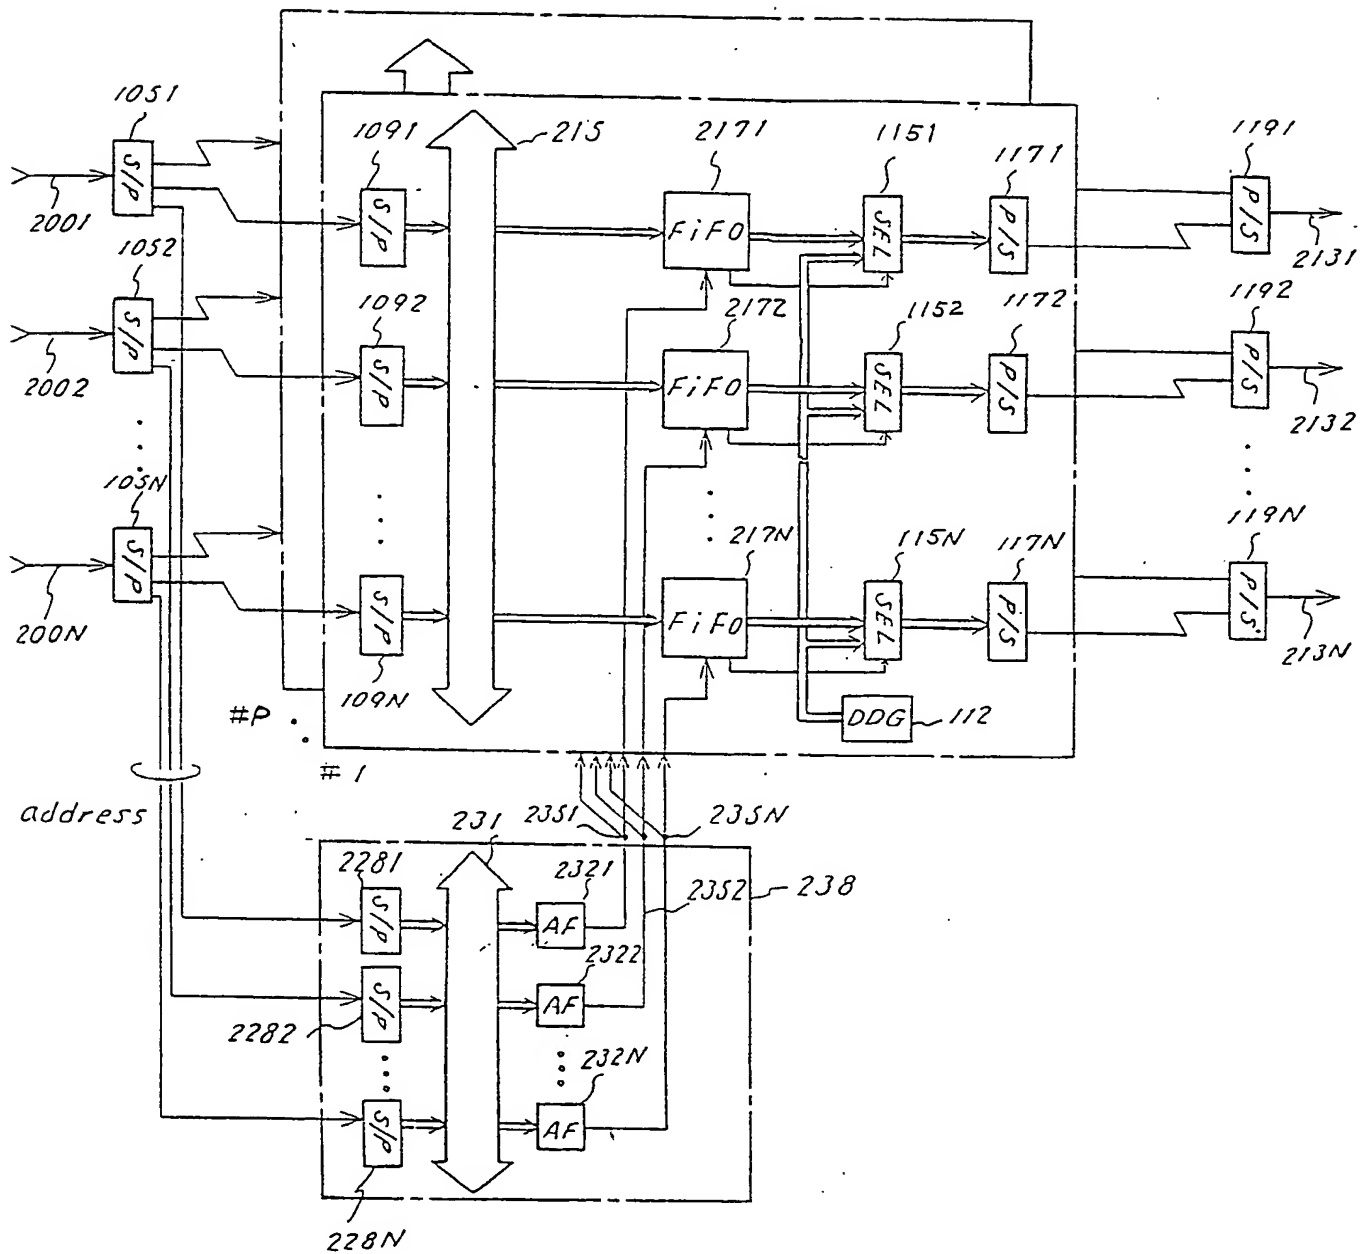 1051
S/P
2001
1052
S/P
2002
105N
S/P
200N
1091
S/P
215
2171
FiFO
1151
SEL
1171
P/S
1191
P/S
2131
1092
S/P
2172
FiFO
1152
SEL
1172
P/S
1192
P/S
2132
109N
S/P
217N
FiFO
115N
SEL
117N
P/S
119N
P/S
213N
DDG
112
#P
#1
address
2351
235N
231
2281
S/P
2321
AF
2352
238
2282
S/P
2322
AF
228N
S/P
232N
AF